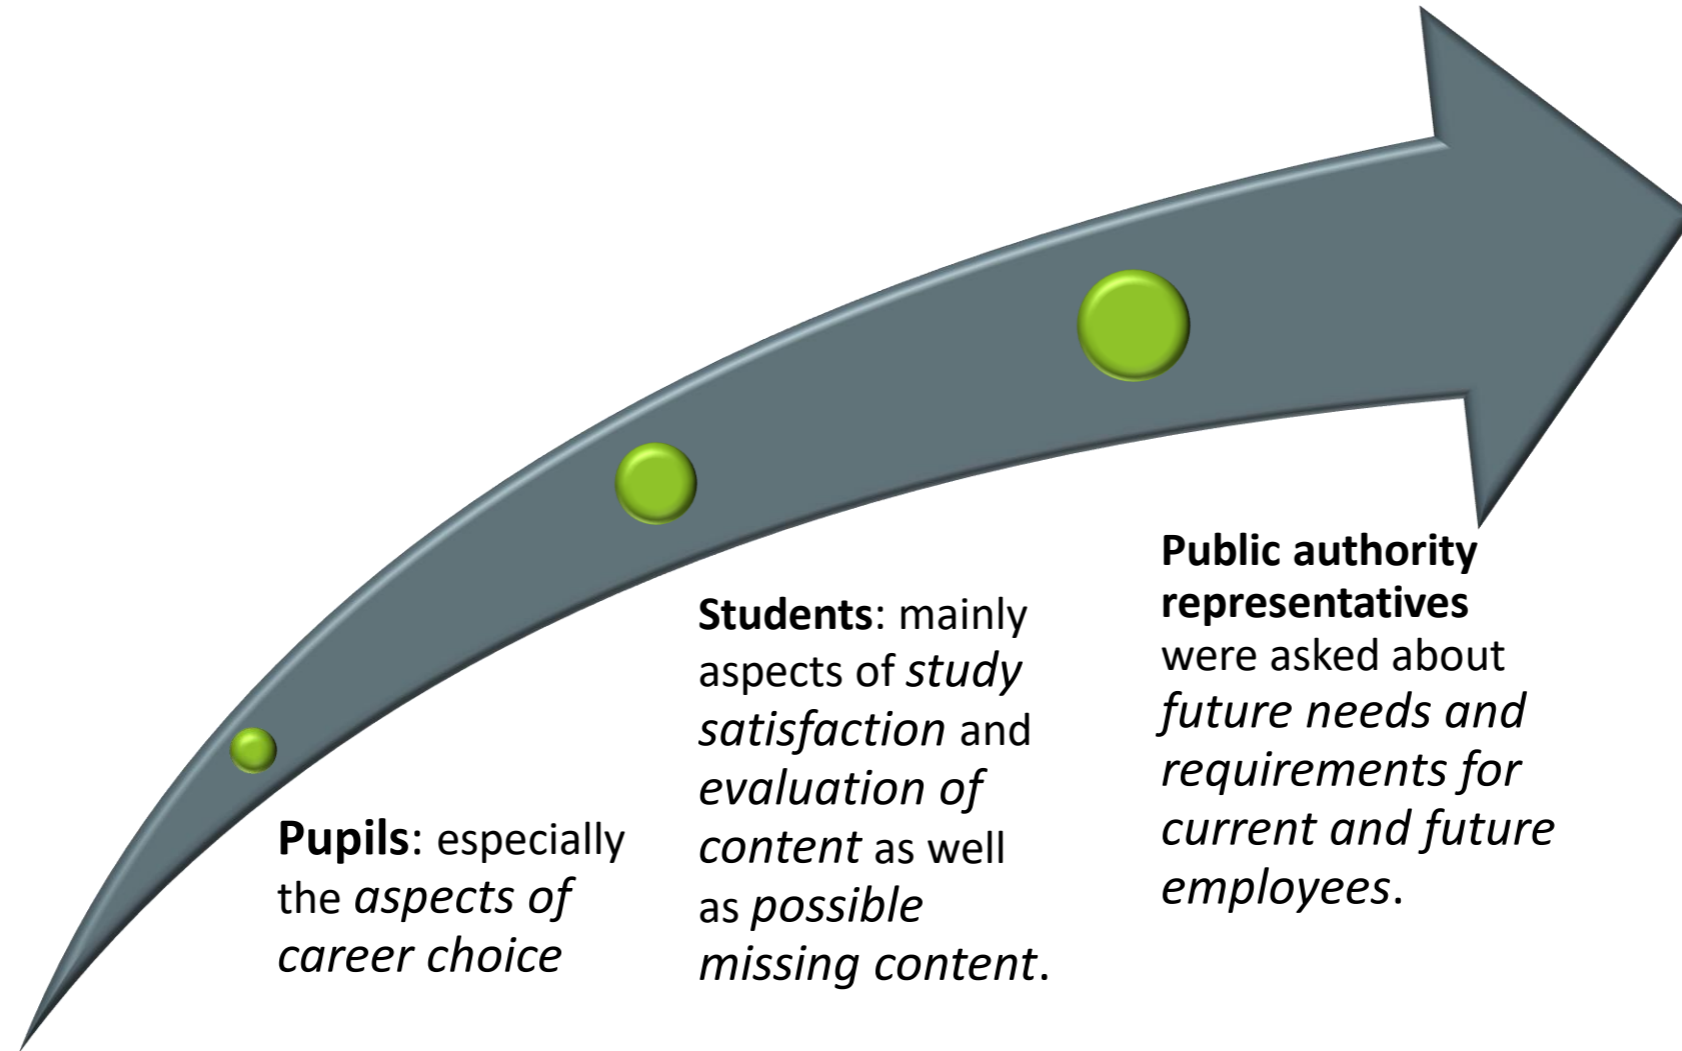 Pupils: especially
the aspects of
career choice
Students: mainly
aspects of study
satisfaction and
evaluation of
content as well
as possible
missing content.
Public authority
representatives
were asked about
future needs and
requirements for
current and future
employees.